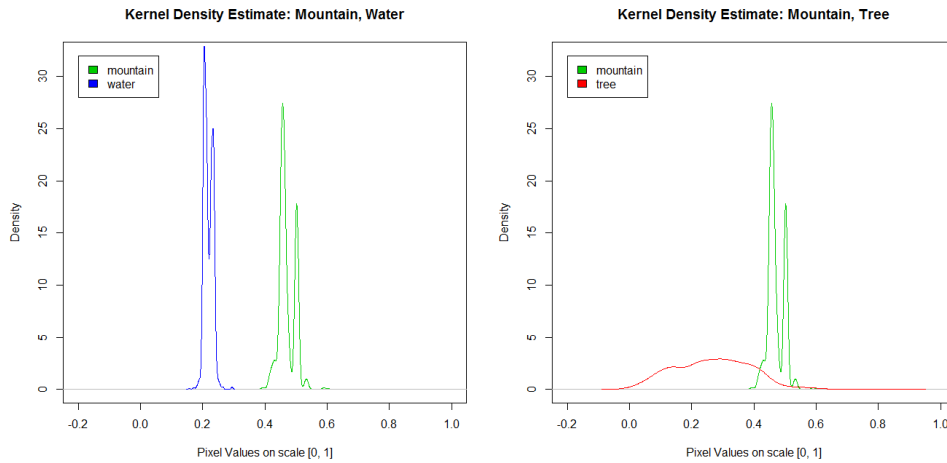 Kernel Density Estimate: Mountain, Water
mountain
water
Density
0
5
10
15
20
25
30
-0.2
0.0
0.2
0.4
0.6
0.8
1.0
Pixel Values on scale [0, 1]
Kernel Density Estimate: Mountain, Tree
mountain
tree
Density
0
5
10
15
20
25
30
-0.2
0.0
0.2
0.4
0.6
0.8
1.0
Pixel Values on scale [0, 1]